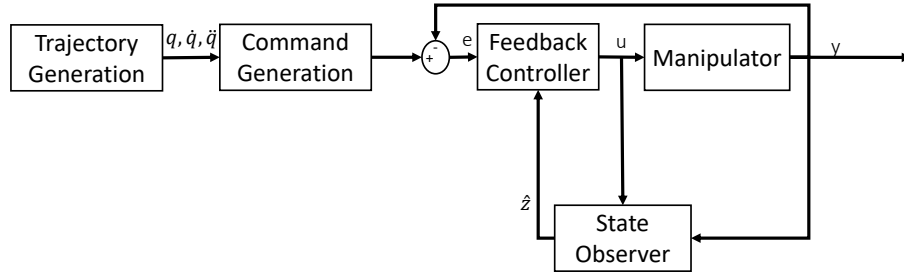 Trajectory
Generation
q, q̇, q̈
Command
Generation
+
-
e
Feedback
Controller
u
Manipulator
y
ẑ
State
Observer